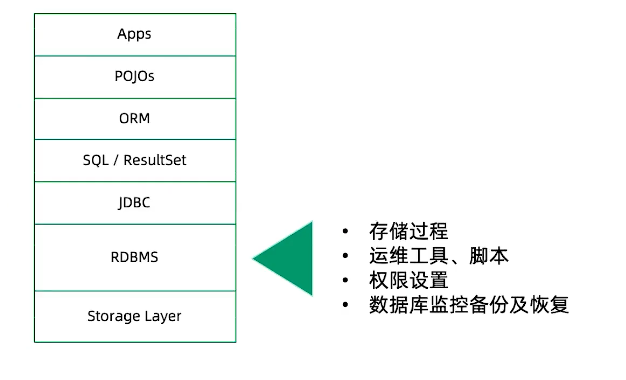 Apps
POJOs
ORM
SQL / ResultSet
JDBC
RDBMS
Storage Layer
• 存储过程
• 运维工具、脚本
• 权限设置
• 数据库监控备份及恢复